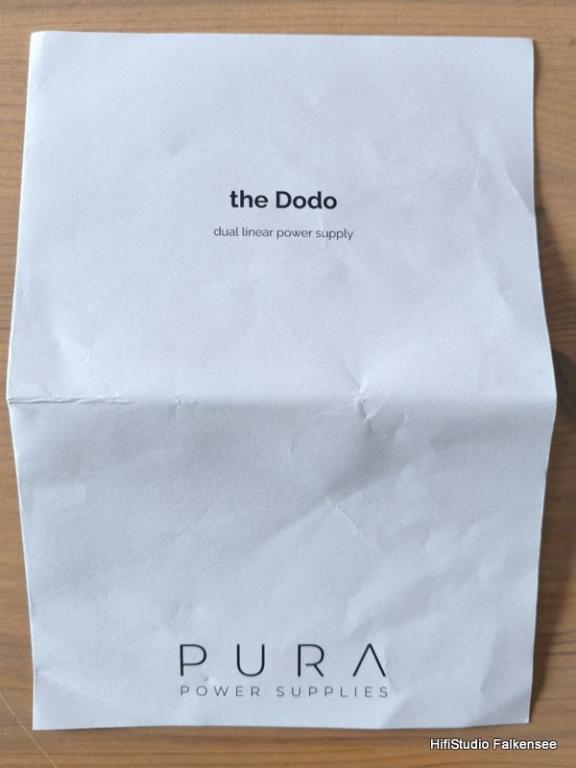 the Dodo
dual linear power supply
PURA
POWER SUPPLIES
HifiStudio Falkensee